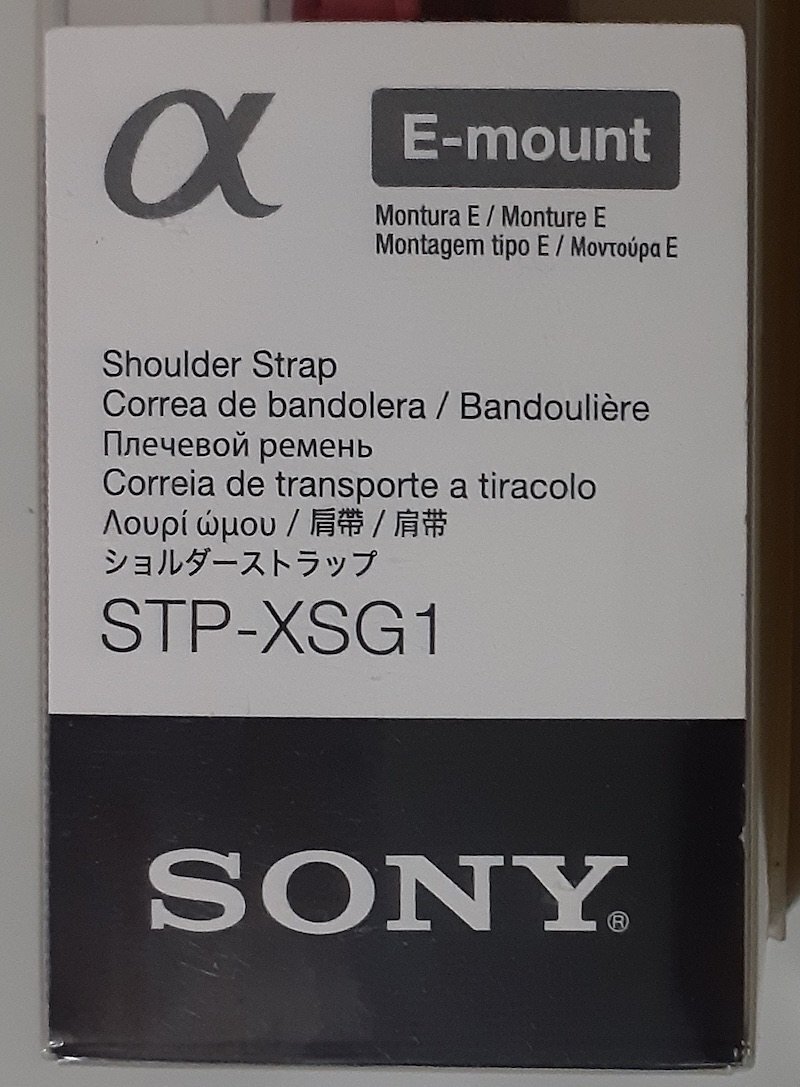 α
E-mount
Montura E / Monture E
Montagem tipo E / Μοντούρα E
Shoulder Strap
Correa de bandolera / Bandoulière
Плечевой ремень
Correia de transporte a tiracolo
Λουρί ώμου / 肩帶 / 肩带
ショルダーストラップ
STP-XSG1
SONY®